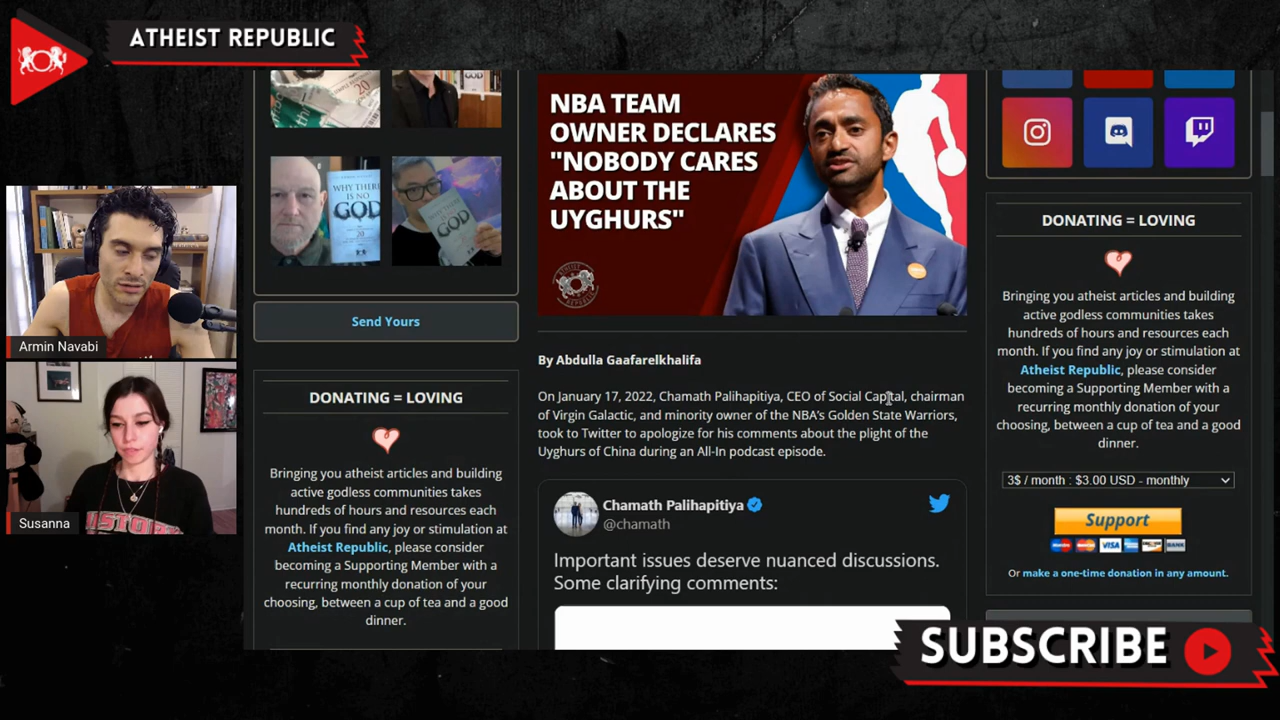 ATHEIST REPUBLIC
Armin Navabi
Susanna
WHY THERE
IS NO
GOD
20
GOD
Send Yours
DONATING = LOVING
Bringing you atheist articles and building
active godless communities takes
hundreds of hours and resources each
month. If you find any joy or stimulation at
Atheist Republic, please consider
becoming a Supporting Member with a
recurring monthly donation of your
choosing, between a cup of tea and a good
dinner.
NBA TEAM
OWNER DECLARES
"NOBODY CARES
ABOUT THE
UYGHURS"
By Abdulla Gaafarelkhalifa
On January 17, 2022, Chamath Palihapitiya, CEO of Social Capital, chairman
of Virgin Galactic, and minority owner of the NBA's Golden State Warriors,
took to Twitter to apologize for his comments about the plight of the
Uyghurs of China during an All-In podcast episode.
Chamath Palihapitiya
@chamath
Important issues deserve nuanced discussions.
Some clarifying comments:
DONATING = LOVING
Bringing you atheist articles and building
active godless communities takes
hundreds of hours and resources each
month. If you find any joy or stimulation at
Atheist Republic, please consider
becoming a Supporting Member with a
recurring monthly donation of your
choosing, between a cup of tea and a good
dinner.
3$ / month : $3.00 USD - monthly
Support
VISA
BANK
Or make a one-time donation in any amount.
SUBSCRIBE